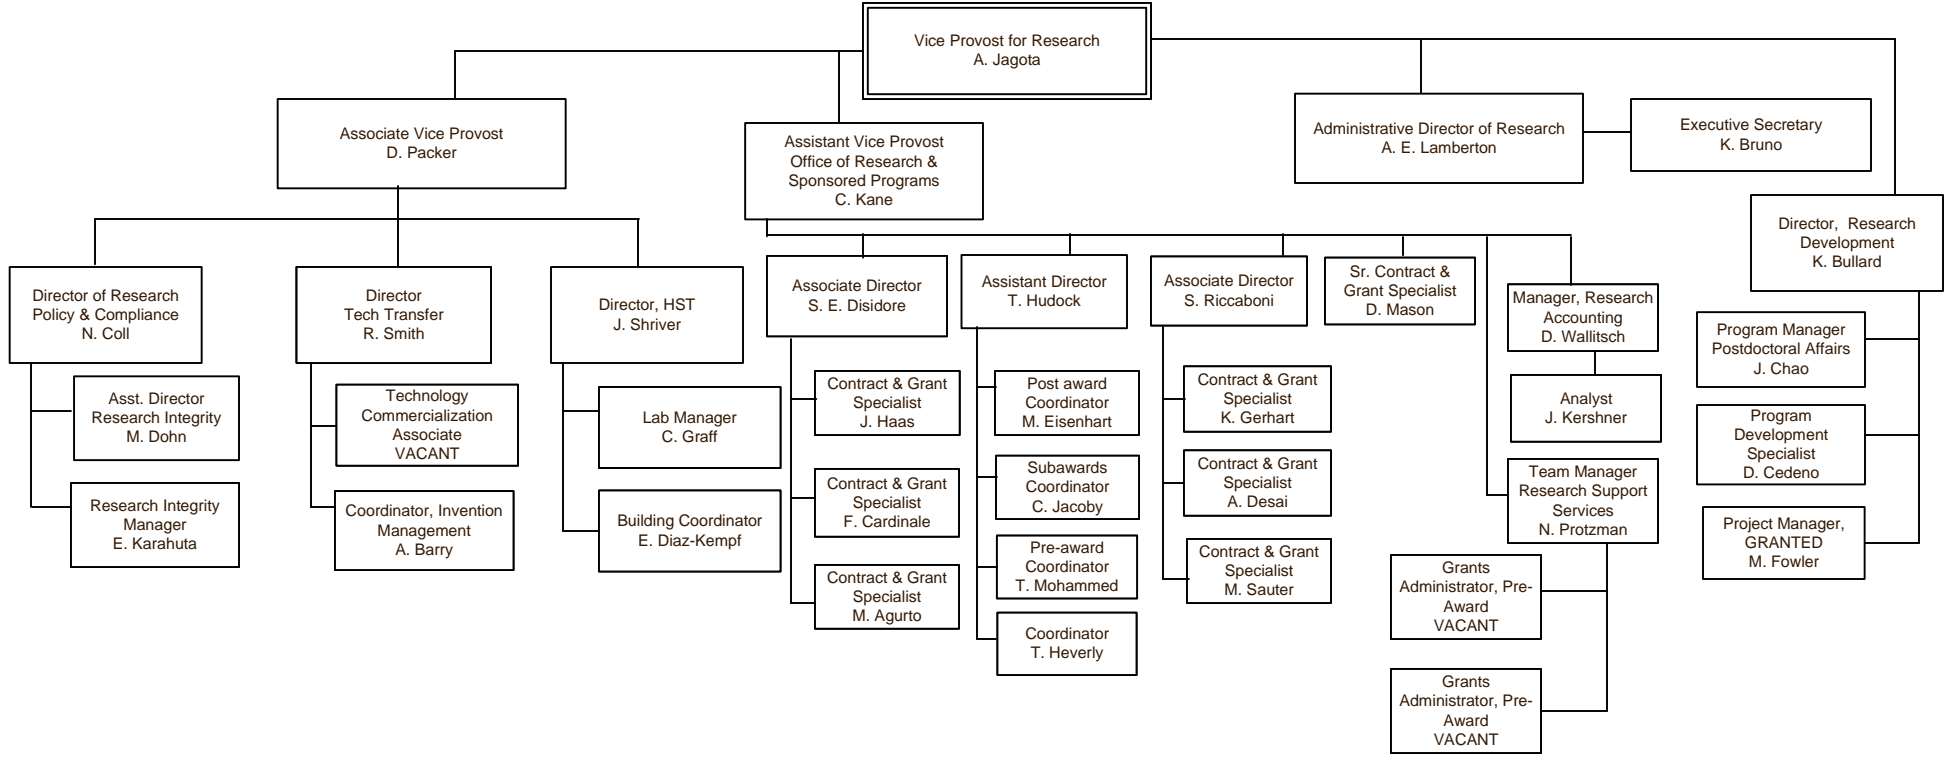 Vice Provost for Research
A. Jagota
Associate Vice Provost
D. Packer
Assistant Vice Provost
Office of Research &
Sponsored Programs
C. Kane
Administrative Director of Research
A. E. Lamberton
Executive Secretary
K. Bruno
Director, Research
Development
K. Bullard
Director of Research
Policy & Compliance
N. Coll
Director
Tech Transfer
R. Smith
Director, HST
J. Shriver
Associate Director
S. E. Disidore
Assistant Director
T. Hudock
Associate Director
S. Riccaboni
Sr. Contract &
Grant Specialist
D. Mason
Manager, Research
Accounting
D. Wallitsch
Program Manager
Postdoctoral Affairs
J. Chao
Asst. Director
Research Integrity
M. Dohn
Technology
Commercialization
Associate
VACANT
Lab Manager
C. Graff
Contract & Grant
Specialist
J. Haas
Post award
Coordinator
M. Eisenhart
Contract & Grant
Specialist
K. Gerhart
Analyst
J. Kershner
Program
Development
Specialist
D. Cedeno
Research Integrity
Manager
E. Karahuta
Coordinator, Invention
Management
A. Barry
Building Coordinator
E. Diaz-Kempf
Contract & Grant
Specialist
F. Cardinale
Subawards
Coordinator
C. Jacoby
Contract & Grant
Specialist
A. Desai
Team Manager
Research Support
Services
N. Protzman
Project Manager,
GRANTED
M. Fowler
Contract & Grant
Specialist
M. Agurto
Pre-award
Coordinator
T. Mohammed
Contract & Grant
Specialist
M. Sauter
Grants
Administrator, Pre-
Award
VACANT
Coordinator
T. Heverly
Grants
Administrator, Pre-
Award
VACANT